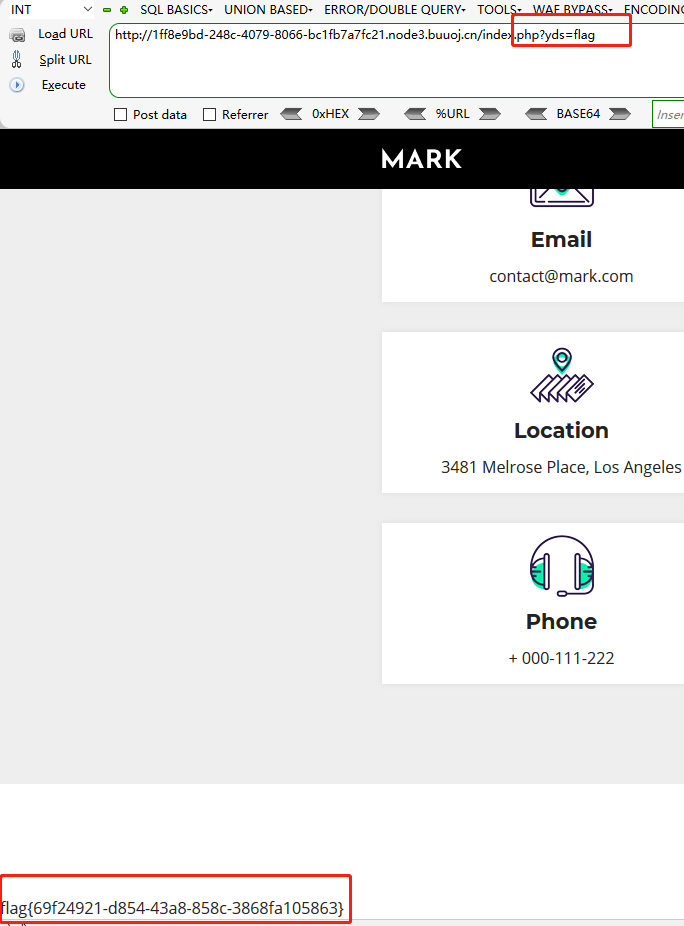 INT SQL BASICS UNION BASED ERROR/DOUBLE QUERY TOOLS WAF BYPASS ENCODING
Load URL
http://1ff8e9bd-248c-4079-8066-bc1fb7a7fc21.node3.buuoj.cn/index.php?yds=flag
Split URL
Execute
Post data Referrer 0xHEX %URL BASE64 Inser
MARK
Email
contact@mark.com
Location
3481 Melrose Place, Los Angeles
Phone
+ 000-111-222
flag{69f24921-d854-43a8-858c-3868fa105863}